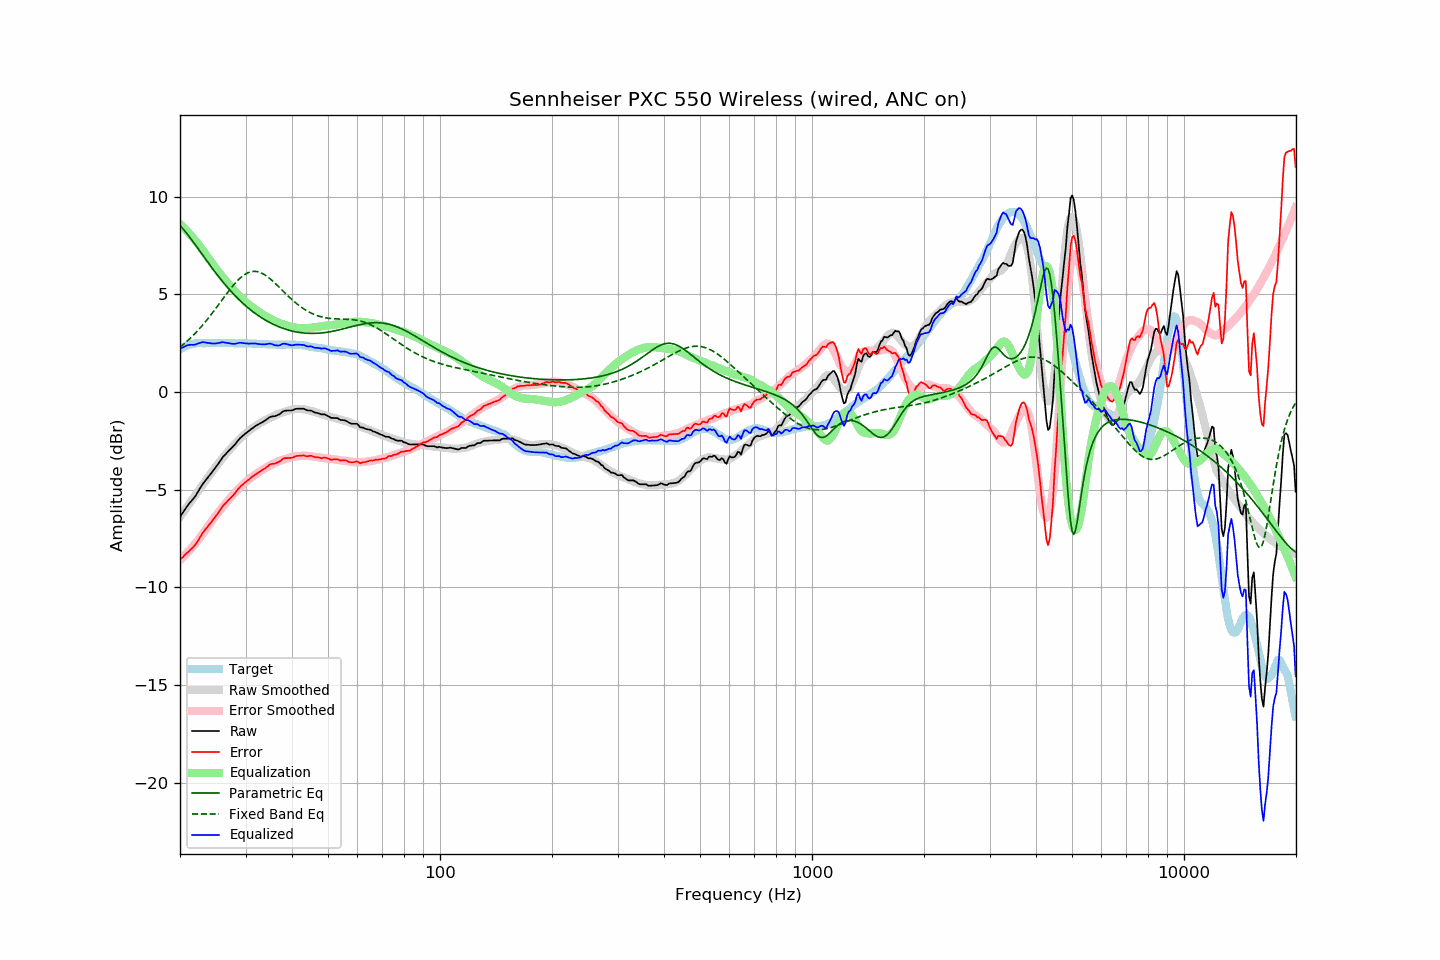 Sennheiser PXC 550 Wireless (wired, ANC on)
Amplitude (dBr)
10
5
0
−5
−10
−15
−20
Target
Raw Smoothed
Error Smoothed
Raw
Error
Equalization
Parametric Eq
Fixed Band Eq
Equalized
100
1000
10000
Frequency (Hz)